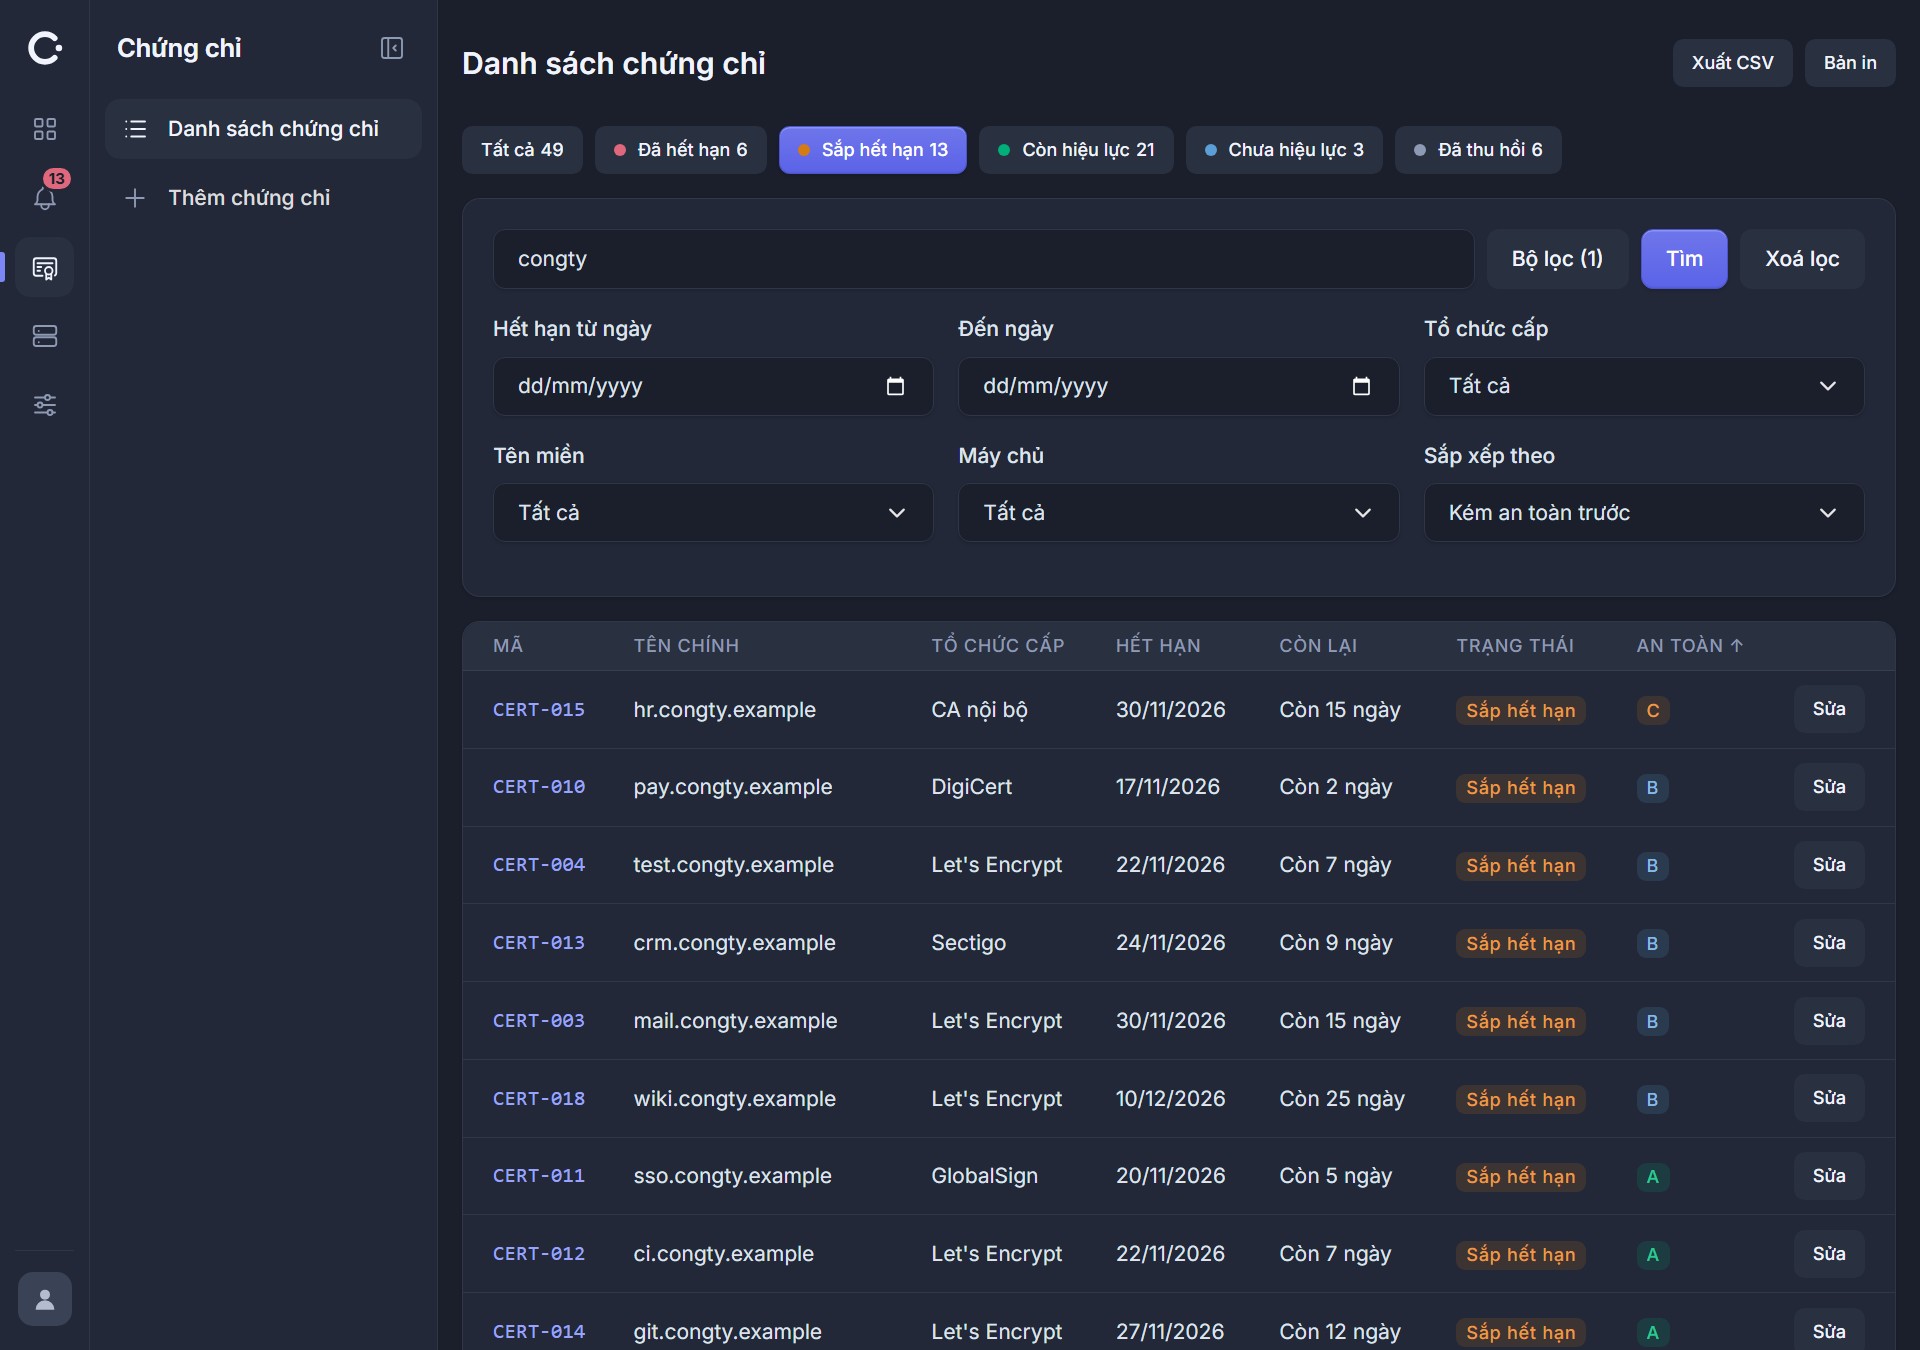 Chứng chỉ
Danh sách chứng chỉ
Thêm chứng chỉ
13
Danh sách chứng chỉ
Xuất CSV
Bản in
Tất cả 49
Đã hết hạn 6
Sắp hết hạn 13
Còn hiệu lực 21
Chưa hiệu lực 3
Đã thu hồi 6
congty
Bộ lọc (1)
Tìm
Xoá lọc
Hết hạn từ ngày
Đến ngày
Tổ chức cấp
dd/mm/yyyy
dd/mm/yyyy
Tất cả
Tên miền
Máy chủ
Sắp xếp theo
Tất cả
Tất cả
Kém an toàn trước
MÃ TÊN CHÍNH TỔ CHỨC CẤP HẾT HẠN CÒN LẠI TRẠNG THÁI AN TOÀN ↑
CERT-015 hr.congty.example CA nội bộ 30/11/2026 Còn 15 ngày Sắp hết hạn C Sửa
CERT-010 pay.congty.example DigiCert 17/11/2026 Còn 2 ngày Sắp hết hạn B Sửa
CERT-004 test.congty.example Let's Encrypt 22/11/2026 Còn 7 ngày Sắp hết hạn B Sửa
CERT-013 crm.congty.example Sectigo 24/11/2026 Còn 9 ngày Sắp hết hạn B Sửa
CERT-003 mail.congty.example Let's Encrypt 30/11/2026 Còn 15 ngày Sắp hết hạn B Sửa
CERT-018 wiki.congty.example Let's Encrypt 10/12/2026 Còn 25 ngày Sắp hết hạn B Sửa
CERT-011 sso.congty.example GlobalSign 20/11/2026 Còn 5 ngày Sắp hết hạn A Sửa
CERT-012 ci.congty.example Let's Encrypt 22/11/2026 Còn 7 ngày Sắp hết hạn A Sửa
CERT-014 git.congty.example Let's Encrypt 27/11/2026 Còn 12 ngày Sắp hết hạn A Sửa